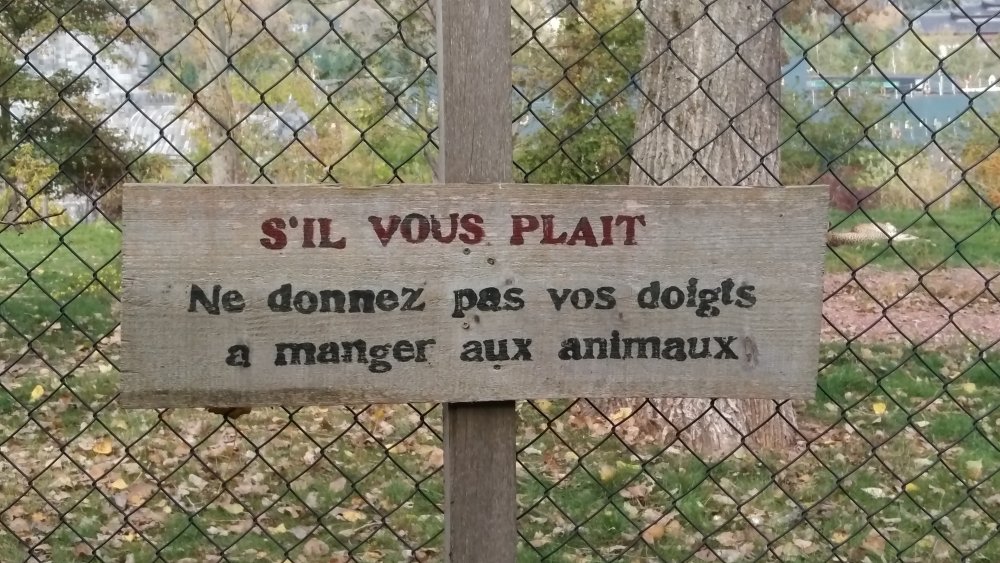 S'IL VOUS PLAIT
Ne donnez pas vos doigts
a manger aux animaux